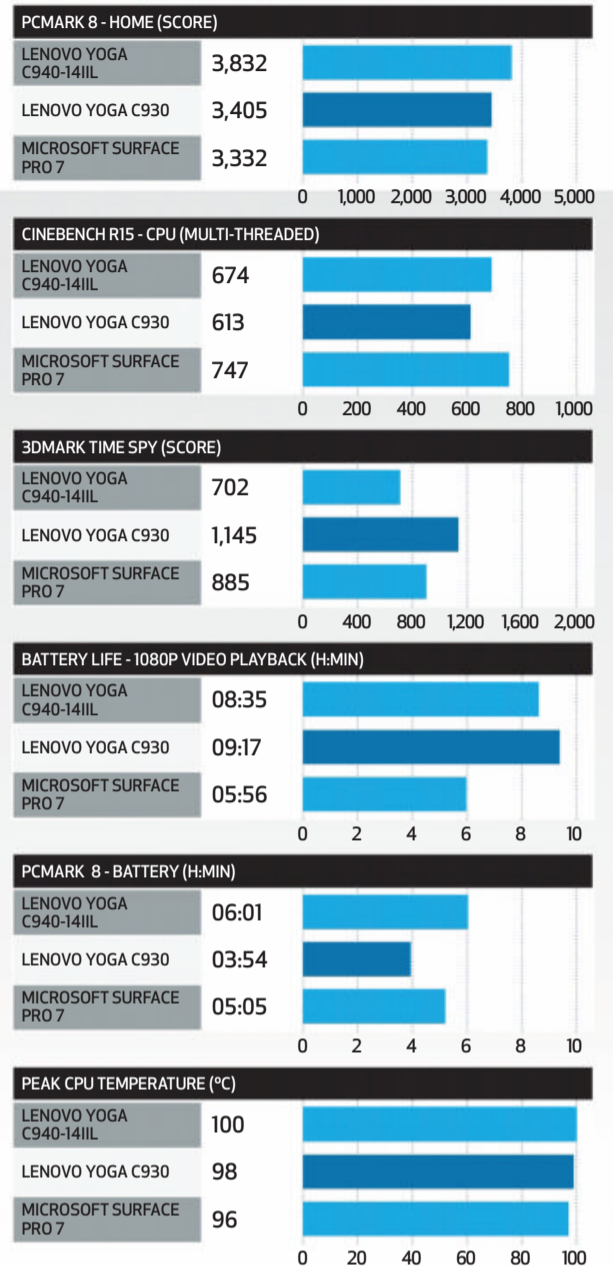 PCMARK 8 - HOME (SCORE)
LENOVO YOGA
C940-14IIL
3,832
LENOVO YOGA C930
3,405
MICROSOFT SURFACE
PRO 7
3,332
0 1,000 2,000 3,000 4,000 5,000
CINEBENCH R15 - CPU (MULTI-THREADED)
LENOVO YOGA
C940-14IIL
674
LENOVO YOGA C930
613
MICROSOFT SURFACE
PRO 7
747
0 200 400 600 800 1,000
3DMARK TIME SPY (SCORE)
LENOVO YOGA
C940-14IIL
702
LENOVO YOGA C930
1,145
MICROSOFT SURFACE
PRO 7
885
0 400 800 1,200 1,600 2,000
BATTERY LIFE - 1080P VIDEO PLAYBACK (H:MIN)
LENOVO YOGA
C940-14IIL
08:35
LENOVO YOGA C930
09:17
MICROSOFT SURFACE
PRO 7
05:56
0 2 4 6 8 10
PCMARK 8 - BATTERY (H:MIN)
LENOVO YOGA
C940-14IIL
06:01
LENOVO YOGA C930
03:54
MICROSOFT SURFACE
PRO 7
05:05
0 2 4 6 8 10
PEAK CPU TEMPERATURE (ºC)
LENOVO YOGA
C940-14IIL
100
LENOVO YOGA C930
98
MICROSOFT SURFACE
PRO 7
96
0 20 40 60 80 100